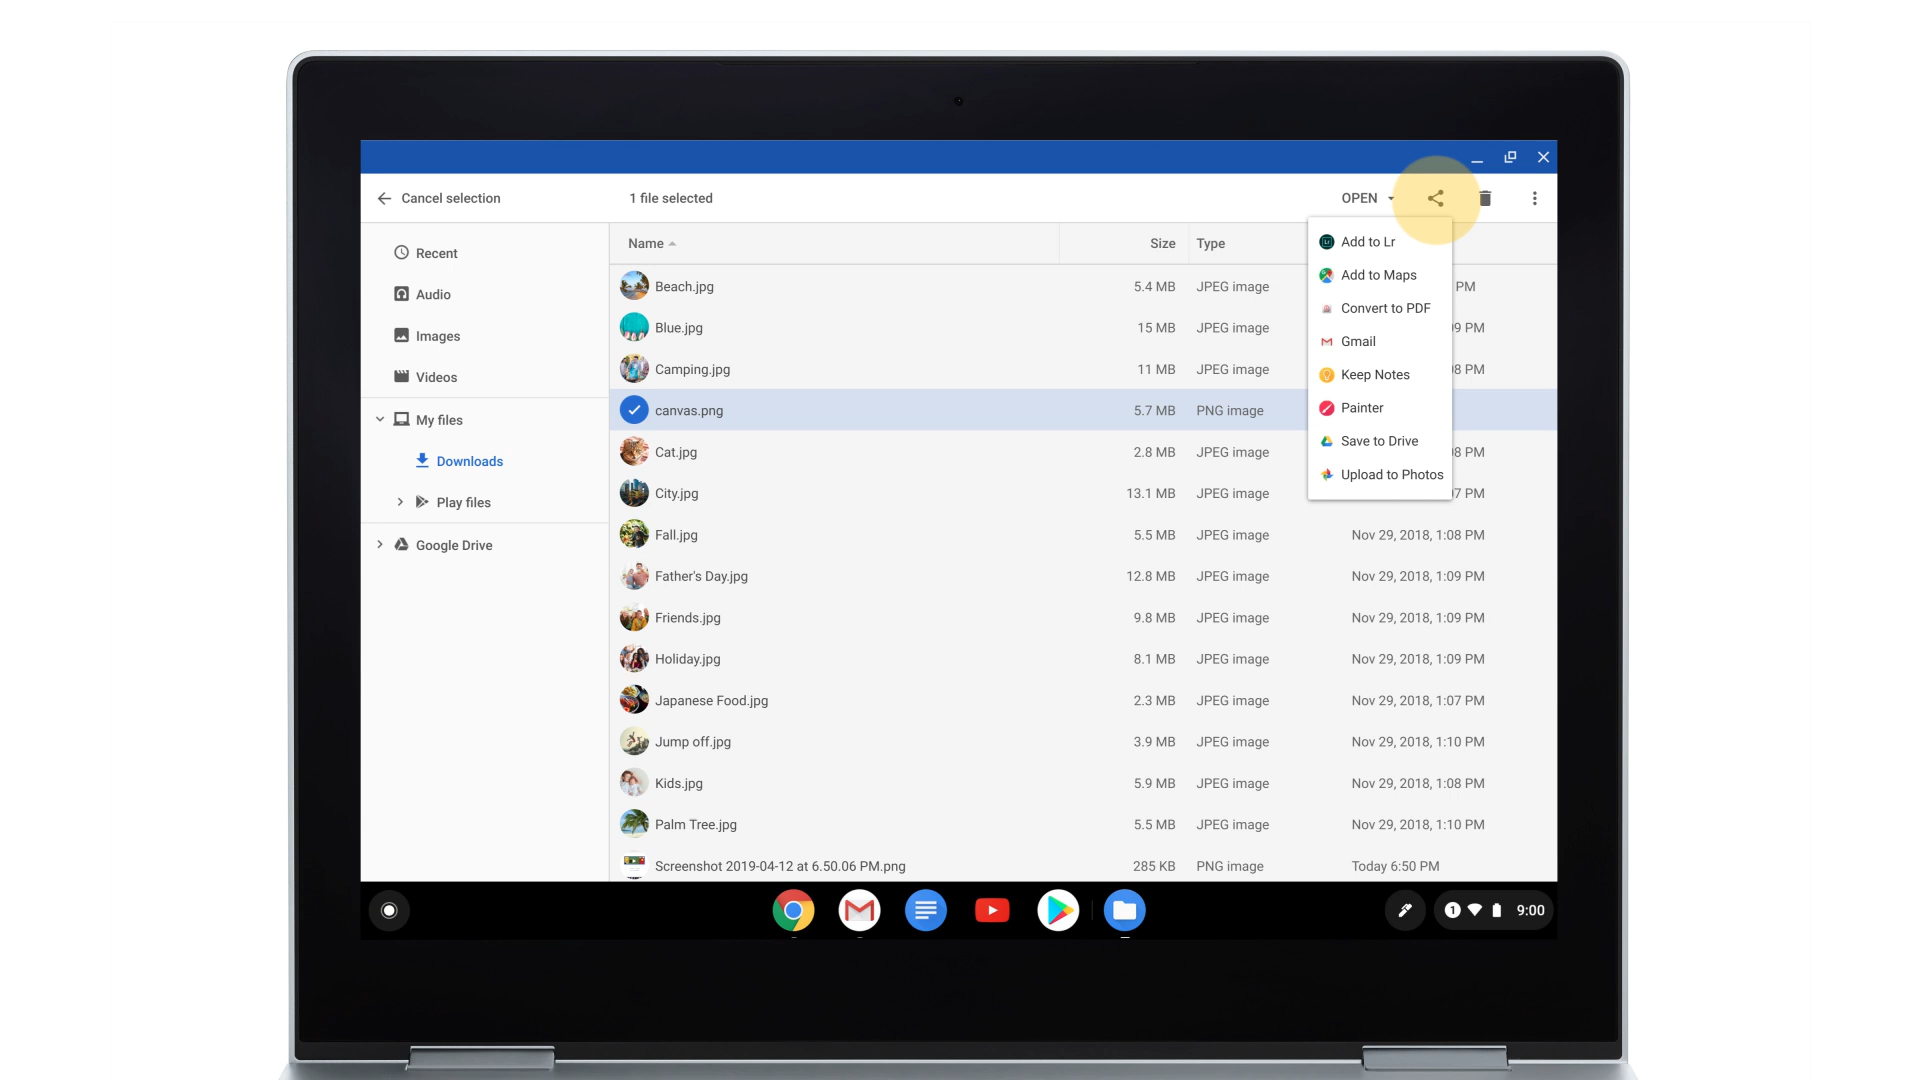 Cancel selection
1 file selected
OPEN
Recent
Audio
Images
Videos
My files
Downloads
Play files
Google Drive
Name Size Type
Beach.jpg 5.4 MB JPEG image PM
Blue.jpg 15 MB JPEG image 9 PM
Camping.jpg 11 MB JPEG image 8 PM
canvas.png 5.7 MB PNG image
Cat.jpg 2.8 MB JPEG image 8 PM
City.jpg 13.1 MB JPEG image 7 PM
Fall.jpg 5.5 MB JPEG image Nov 29, 2018, 1:08 PM
Father's Day.jpg 12.8 MB JPEG image Nov 29, 2018, 1:09 PM
Friends.jpg 9.8 MB JPEG image Nov 29, 2018, 1:09 PM
Holiday.jpg 8.1 MB JPEG image Nov 29, 2018, 1:09 PM
Japanese Food.jpg 2.3 MB JPEG image Nov 29, 2018, 1:07 PM
Jump off.jpg 3.9 MB JPEG image Nov 29, 2018, 1:10 PM
Kids.jpg 5.9 MB JPEG image Nov 29, 2018, 1:08 PM
Palm Tree.jpg 5.5 MB JPEG image Nov 29, 2018, 1:10 PM
Screenshot 2019-04-12 at 6.50.06 PM.png 285 KB PNG image Today 6:50 PM
Add to Lr
Add to Maps
Convert to PDF
Gmail
Keep Notes
Painter
Save to Drive
Upload to Photos
1 9:00